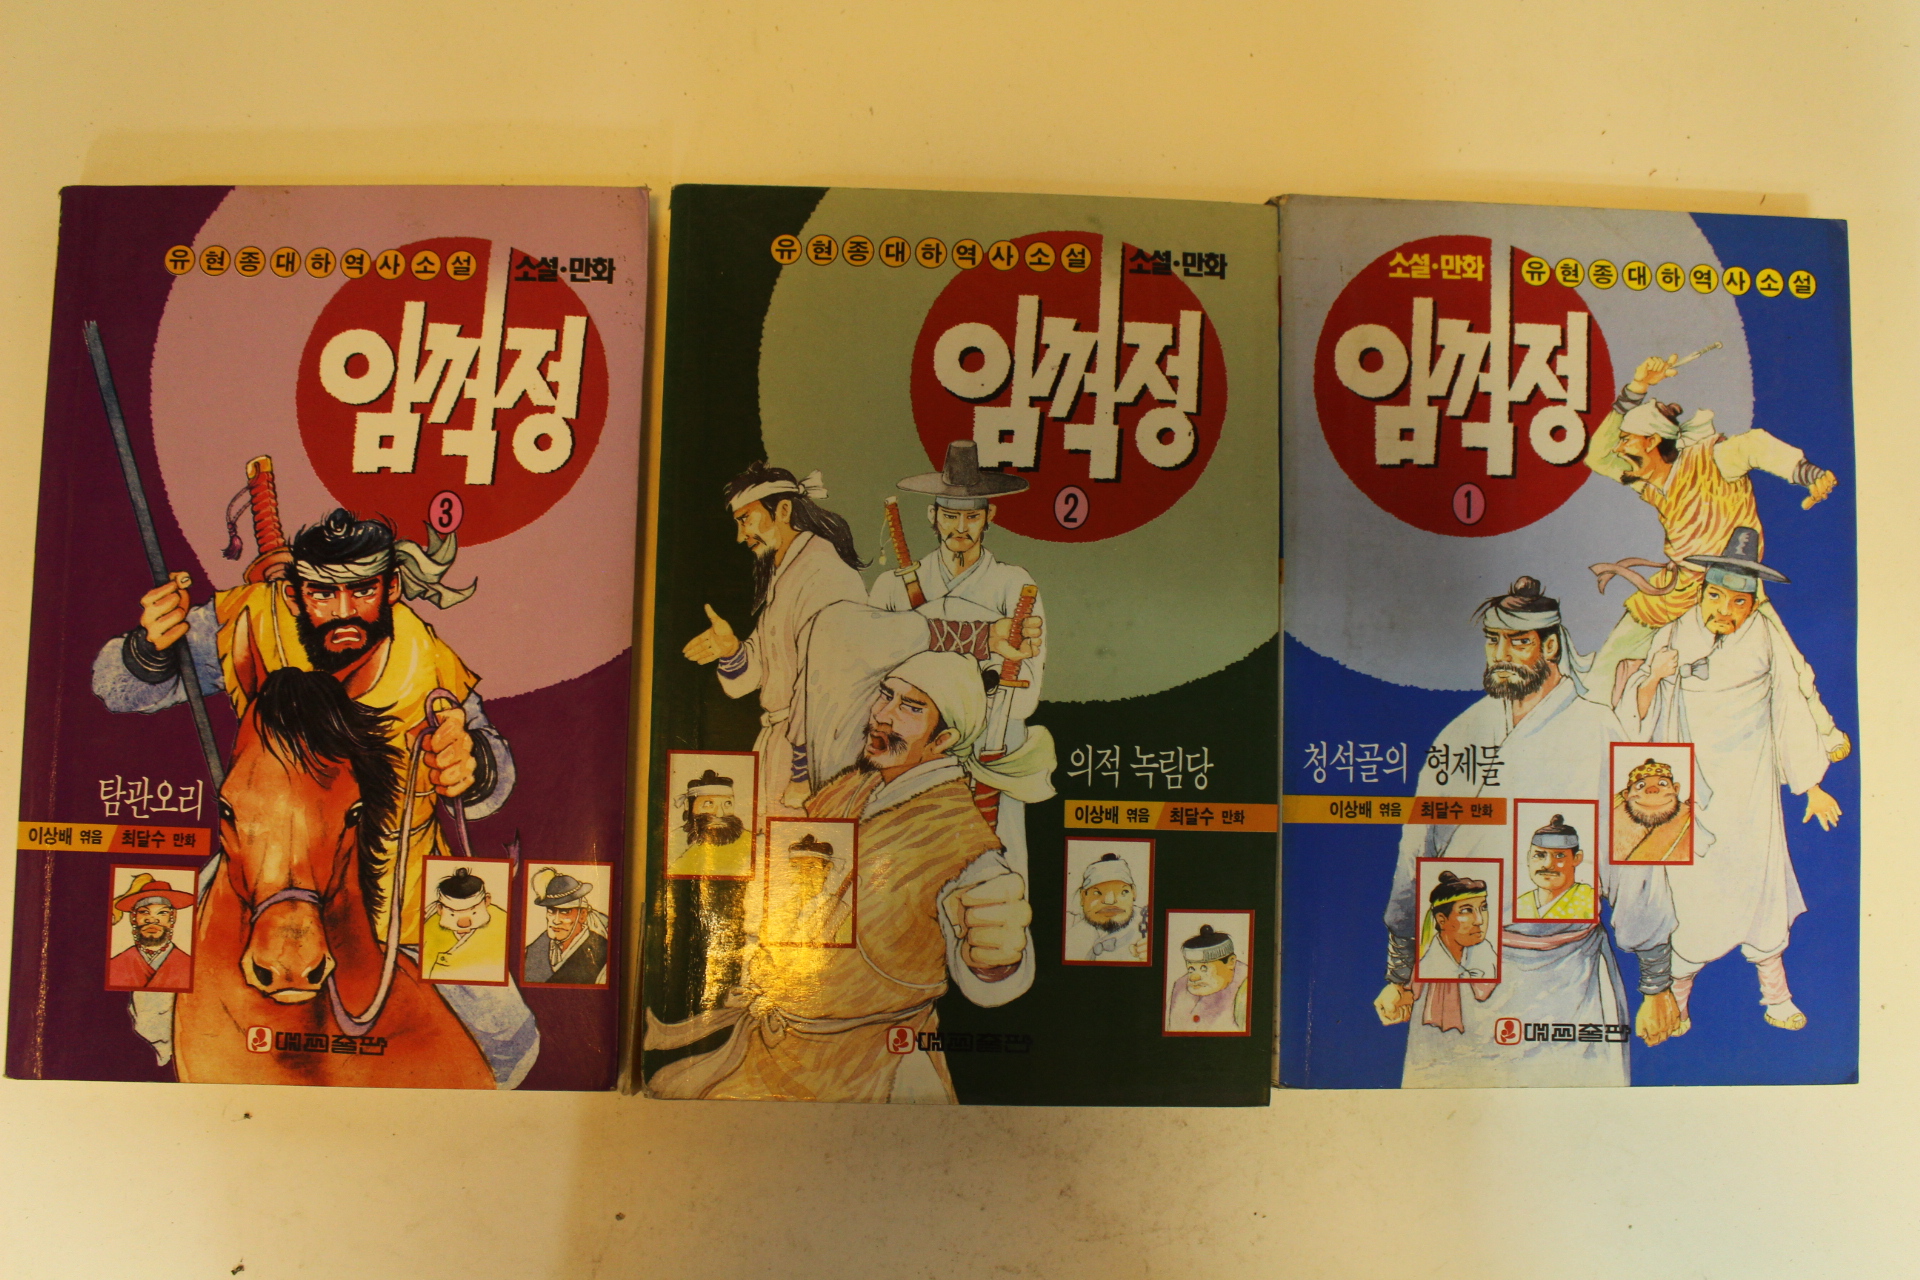 유현종대하역사소설
소설·만화
임꺽정
3
탐관오리
이상배 엮음 최달수 만화
대교출판
유현종대하역사소설
소설·만화
임꺽정
2
의적 녹림당
이상배 엮음 최달수 만화
대교출판
소설·만화
유현종대하역사소설
임꺽정
1
청석골의 형제들
이상배 엮음 최달수 만화
대교출판